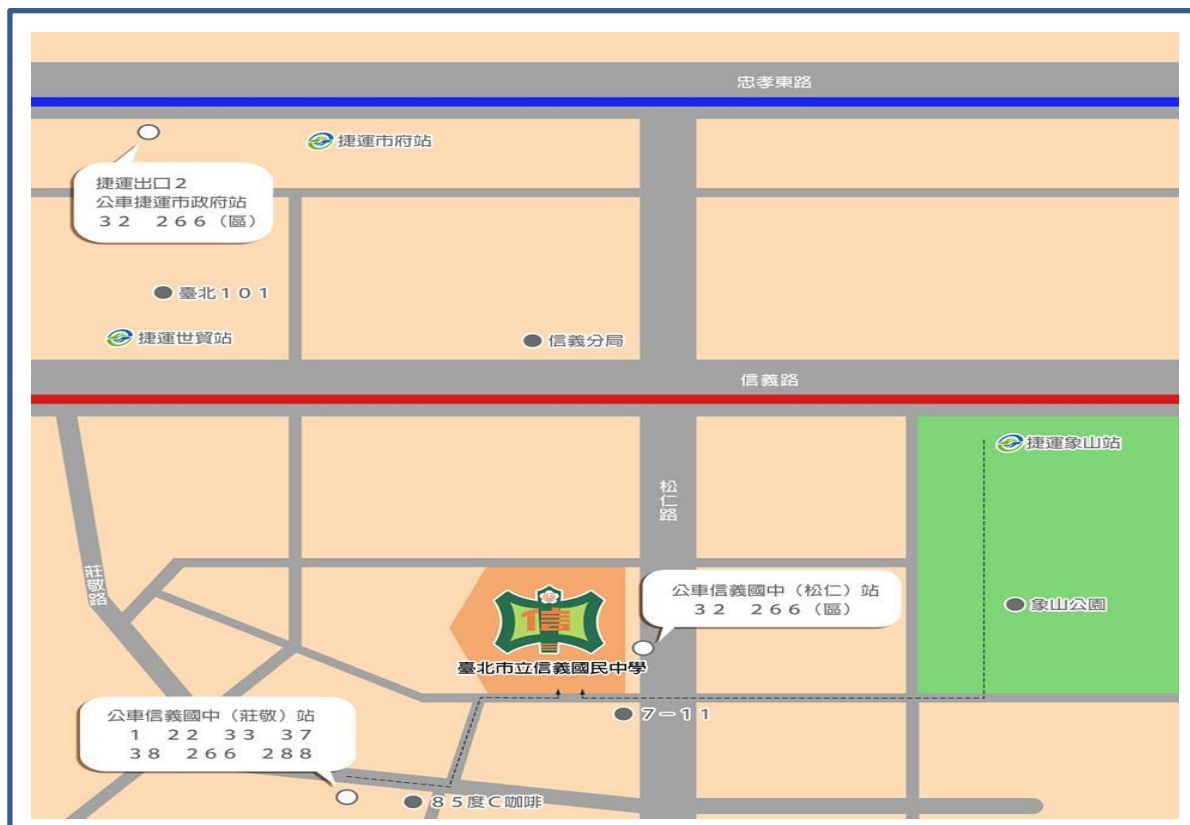 忠孝東路
捷運市府站
捷運出口2
公車捷運市政府站
32 266(區)
臺北101
捷運世貿站
信義分局
信義路
捷運象山站
松仁路
莊敬路
信
公車信義國中(松仁)站
32 266(區)
象山公園
臺北市立信義國民中學
公車信義國中(莊敬)站
1 22 33 37
38 266 288
7-11
85度C咖啡